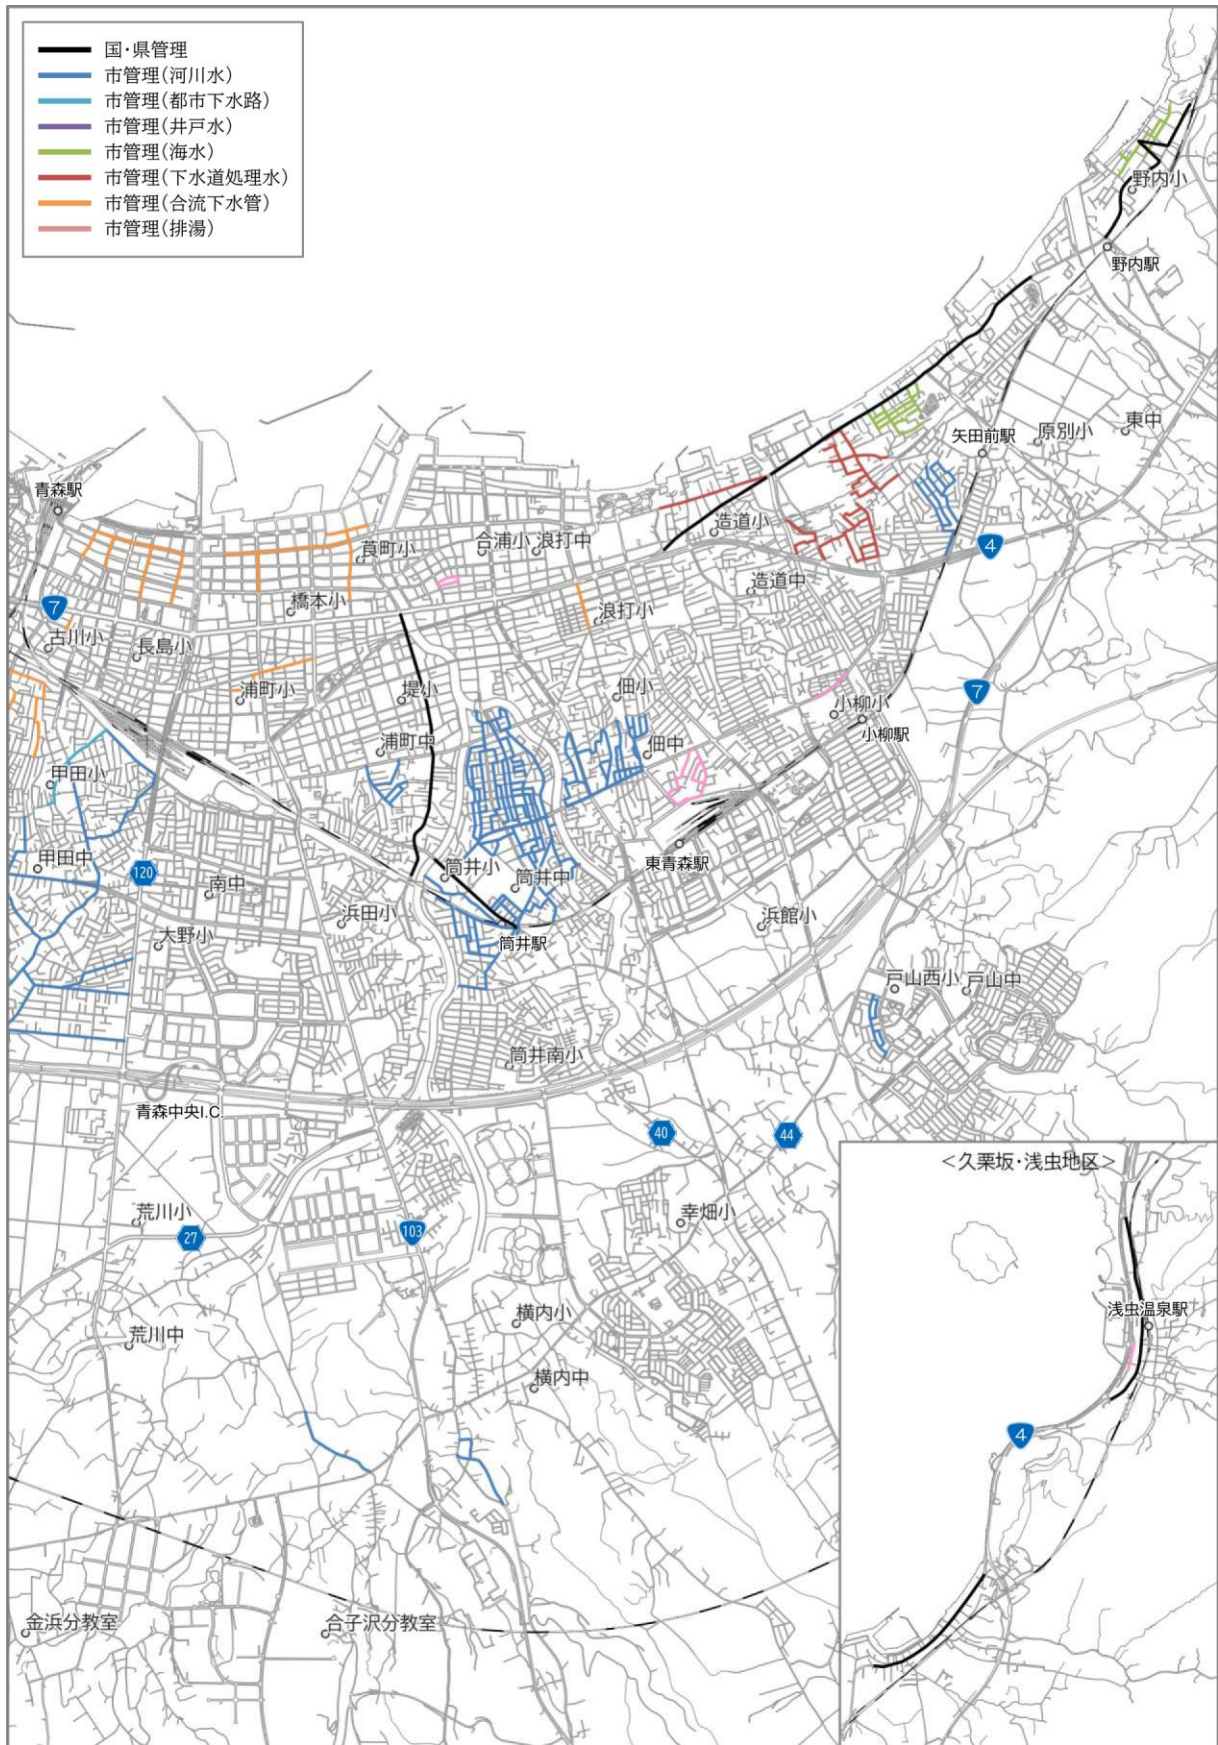 国・県管理
市管理(河川水)
市管理(都市下水路)
市管理(井戸水)
市管理(海水)
市管理(下水道処理水)
市管理(合流下水管)
市管理(排湯)
野内小
野内駅
東中
原別小
矢田前駅
青森駅
造道小
合浦小
浪打中
莨町小
4
造道中
7
橋本小
浪打小
古川小
長島小
佃小
7
浦町小
堤小
小柳小
小柳駅
浦町中
佃中
甲田小
甲田中
120
筒井小
東青森駅
南中
筒井中
浜田小
浜館小
大野小
筒井駅
戸山西小
戸山中
筒井南小
青森中央I.C.
40
44
<久栗坂・浅虫地区>
荒川小
27
103
幸畑小
横内小
浅虫温泉駅
荒川中
横内中
4
金浜分教室
合子沢分教室